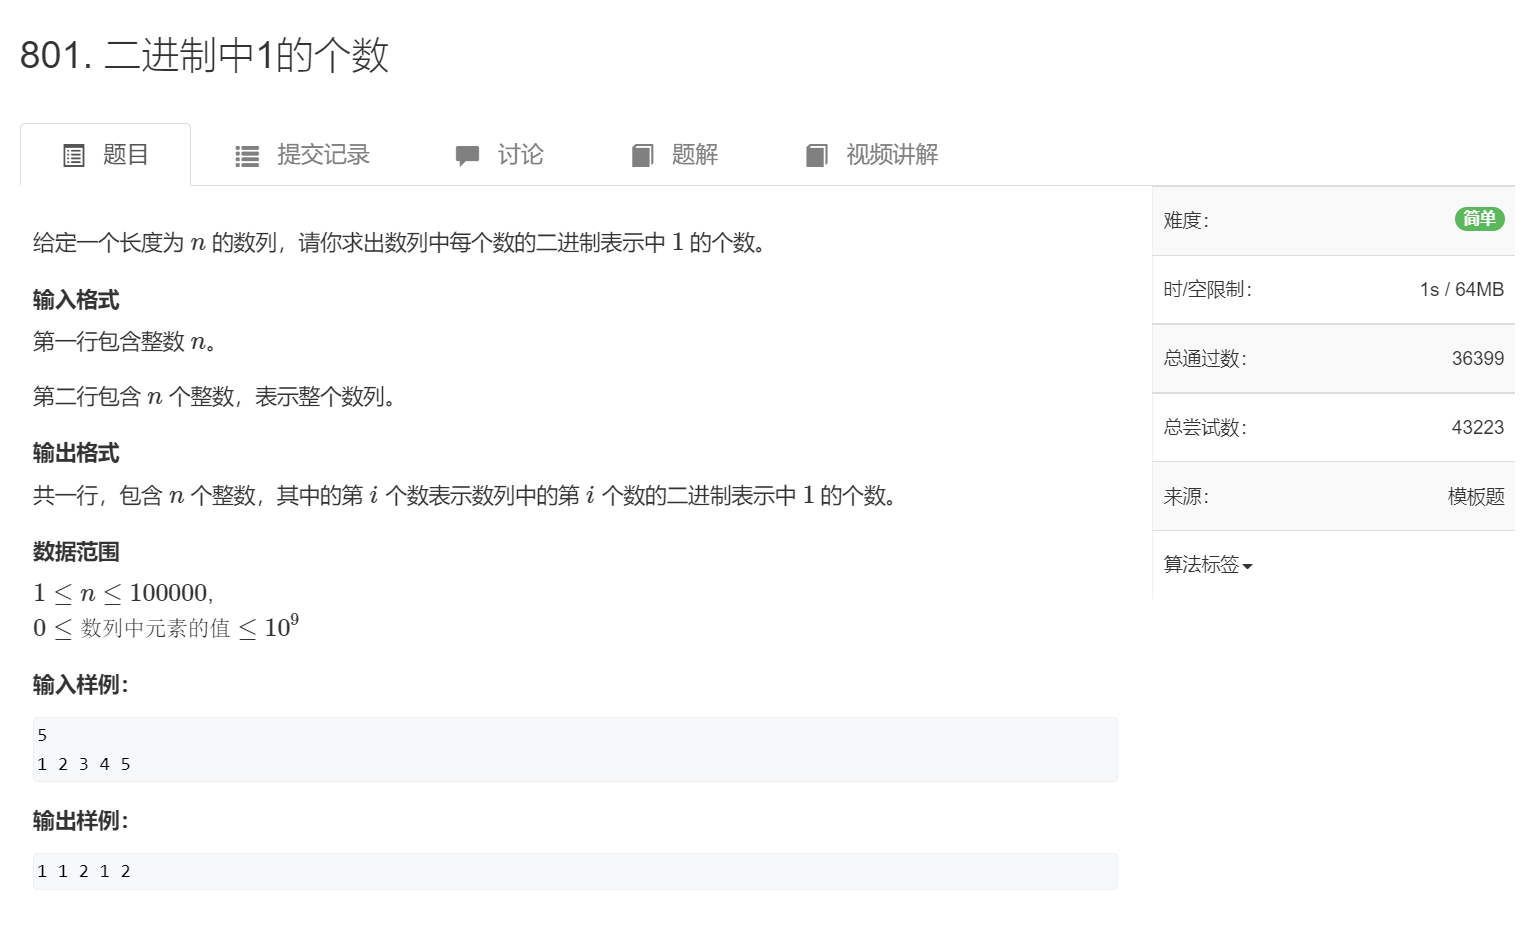 801. 二进制中1的个数
题目 提交记录 讨论 题解 视频讲解
给定一个长度为 n 的数列，请你求出数列中每个数的二进制表示中 1 的个数。
输入格式
第一行包含整数 n。
第二行包含 n 个整数，表示整个数列。
输出格式
共一行，包含 n 个整数，其中的第 i 个数表示数列中的第 i 个数的二进制表示中 1 的个数。
数据范围
1 ≤ n ≤ 100000,
0 ≤ 数列中元素的值 ≤ 10⁹
输入样例：
5
1 2 3 4 5
输出样例：
1 1 2 1 2
难度： 简单
时/空限制： 1s / 64MB
总通过数： 36399
总尝试数： 43223
来源： 模板题
算法标签